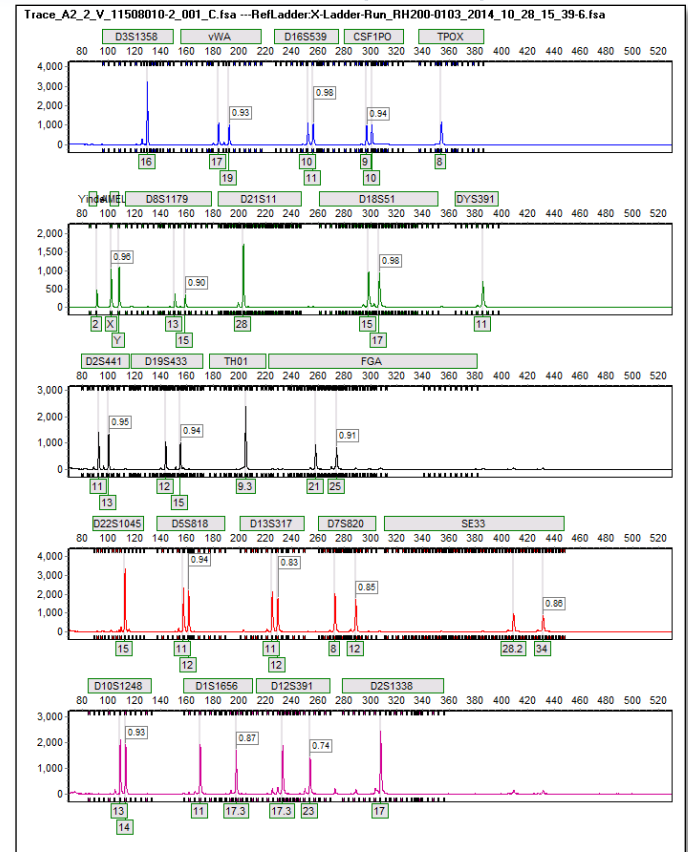 Trace_A2_2_V_11508010-2_001_C.fsa ---RefLadder:X-Ladder-Run_RH200-0103_2014_10_28_15_39-6.fsa
D3S1358 vWA D16S539 CSF1PO TPOX
80 100 120 140 160 180 200 220 240 260 280 300 320 340 360 380 400 420 440 460 480 500 520
4,000
3,000
2,000
1,000
0
0.93 0.98 0.94
16 17 10 9 8
19 11 10
D8S1179 D21S11 D18S51 DYS391
80 100 120 140 160 180 200 220 240 260 280 300 320 340 360 380 400 420 440 460 480 500 520
2,000
1,500
1,000
500
0
0.96 0.90 0.98
2 X 13 28 15 11
Y 15 17
D2S441 D19S433 TH01 FGA
80 100 120 140 160 180 200 220 240 260 280 300 320 340 360 380 400 420 440 460 480 500 520
3,000
2,000
1,000
0
0.95 0.94 0.91
11 12 9.3 21 25
13 15
D22S1045 D5S818 D13S317 D7S820 SE33
80 100 120 140 160 180 200 220 240 260 280 300 320 340 360 380 400 420 440 460 480 500 520
4,000
3,000
2,000
1,000
0
0.94 0.83 0.85 0.86
15 11 11 8 12 28.2 34
12 12
D10S1248 D1S1656 D12S391 D2S1338
80 100 120 140 160 180 200 220 240 260 280 300 320 340 360 380 400 420 440 460 480 500 520
3,000
2,000
1,000
0
0.93 0.87 0.74
13 11 17.3 17.3 23 17
14